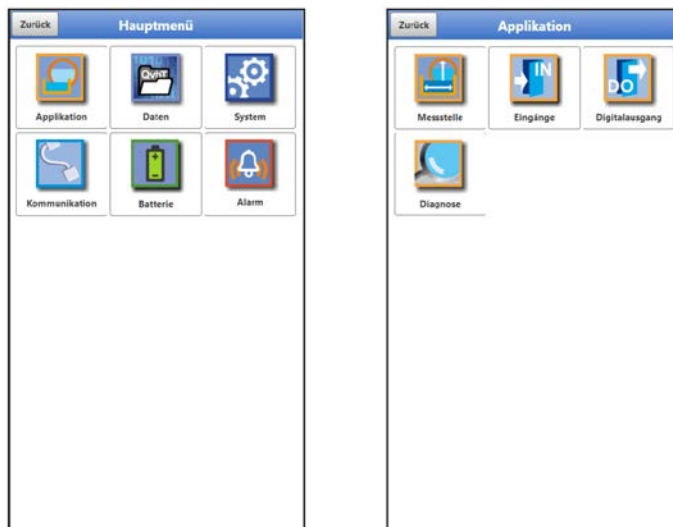 Zurück Hauptmenü
QvhT
Applikation Daten System
Kommunikation Batterie Alarm
Zurück Applikation
IN
DO
Messstelle Eingänge Digitalausgang
Diagnose